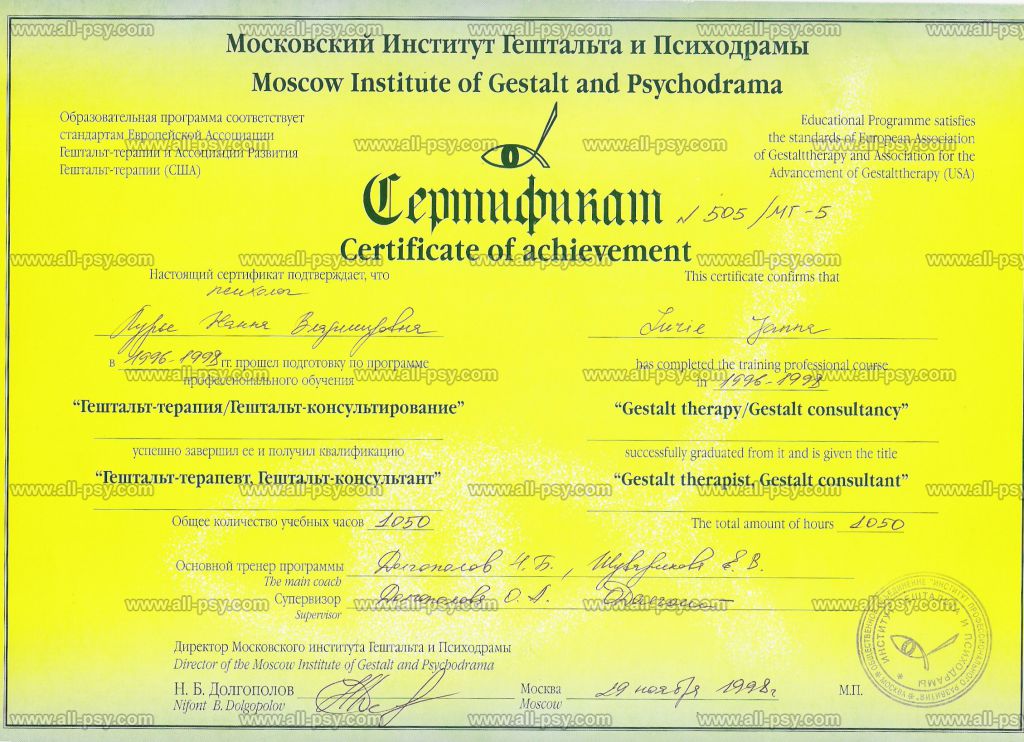 Московский Институт Гештальта и Психодрамы
Moscow Institute of Gestalt and Psychodrama
Образовательная программа соответствует
стандартам Европейской Ассоциации
Гештальт-терапии и Ассоциации Развития
Гештальт-терапии (США)
Educational Programme satisfies
the standards of European Association
of Gestalttherapy and Association for the
Advancement of Gestalttherapy (USA)
Сертификат N 505/МГ-5
Certificate of achievement
Настоящий сертификат подтверждает, что
психолог
Лурье Жанна Владимировна
в 1996-1998 гг. прошел подготовку по программе
профессионального обучения
“Гештальт-терапия/Гештальт-консультирование”
успешно завершил ее и получил квалификацию
“Гештальт-терапевт, Гештальт-консультант”
Общее количество учебных часов 1050
This certificate confirms that
Lurie Janna
has completed the training professional course
in 1996-1998
“Gestalt therapy/Gestalt consultancy”
successfully graduated from it and is given the title
“Gestalt therapist, Gestalt consultant”
The total amount of hours 1050
Основной тренер программы Долгополов Н.Б., Е.В.
The main coach
Супервизор Долгополова О.А.
Supervisor
Директор Московского института Гештальта и Психодрамы
Director of the Moscow Institute of Gestalt and Psychodrama
Н. Б. ДОЛГОПОЛОВ
Nifont B. Dolgopolov
Москва 29 ноября 1998г.
Moscow
М.П.
ИНСТИТУТ ГЕШТАЛЬТА И ПСИХОДРАМЫ
www.all-psy.com